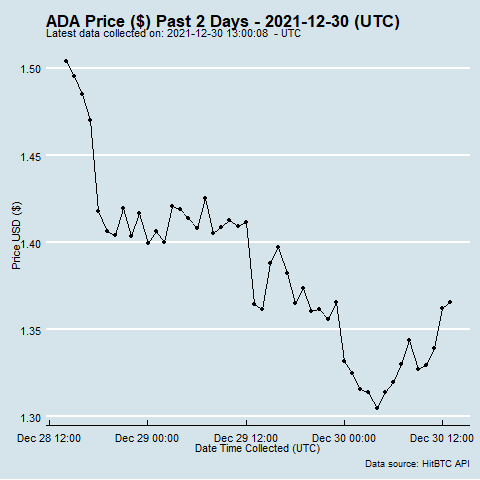 ADA Price ($) Past 2 Days - 2021-12-30 (UTC)
Latest data collected on: 2021-12-30 13:00:08 - UTC
1.50
1.45
1.40
1.35
1.30
Price USD ($)
Dec 28 12:00 Dec 29 00:00 Dec 29 12:00 Dec 30 00:00 Dec 30 12:00
Date Time Collected (UTC)
Data source: HitBTC API